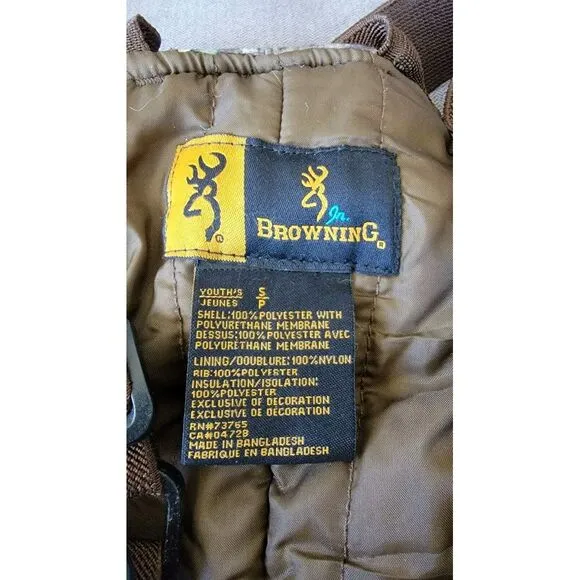 Jr.
BROWNING®
YOUTH'S S
JEUNES P
SHELL:100% POLYESTER WITH
POLYURETHANE MEMBRANE
DESSUS:100% POLYESTER AVEC
POLYURETHANE MEMBRANE
LINING/DOUBLURE:100% NYLON
RIB:100% POLYESTER
INSULATION/ISOLATION:
100% POLYESTER
EXCLUSIVE OF DECORATION
EXCLUSIVE DE DÉCORATION
RN#73765
CA#04728
MADE IN BANGLADESH
FABRIQUE EN BANGLADESH